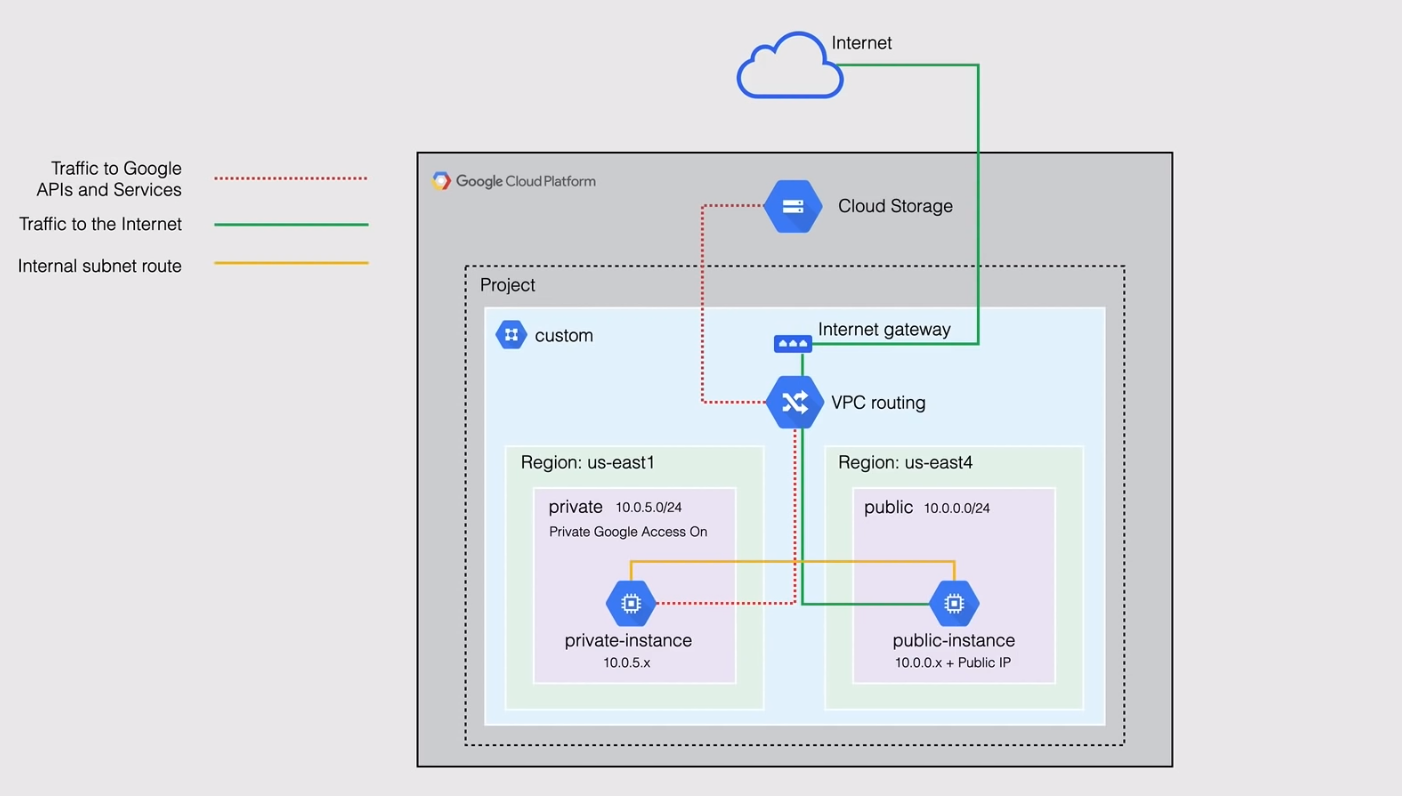 Internet
Traffic to Google
APIs and Services
Traffic to the Internet
Internal subnet route
Google Cloud Platform
Cloud Storage
Project
custom
Internet gateway
VPC routing
Region: us-east1
private 10.0.5.0/24
Private Google Access On
private-instance
10.0.5.x
Region: us-east4
public 10.0.0.0/24
public-instance
10.0.0.x + Public IP